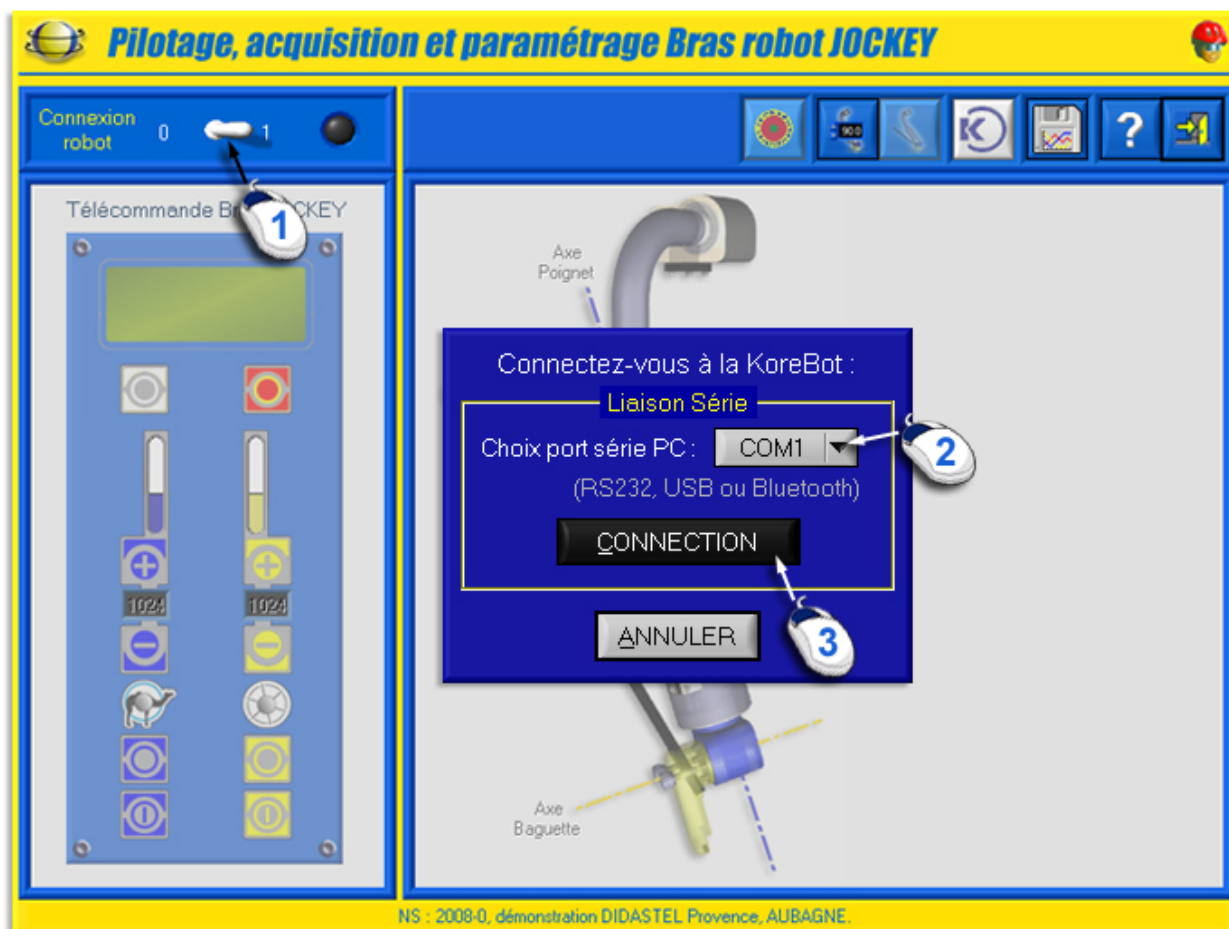 Pilotage, acquisition et paramétrage Bras robot JOCKEY
Connexion
robot
0
1
90.0
K
?
1
Télécommande B CKEY
Axe
Poignet
Connectez-vous à la KoreBot :
Liaison Série
Choix port série PC :
COM1
2
(RS232, USB ou Bluetooth)
CONNECTION
ANNULER
3
1024
1024
Axe
Baguette
NS : 2008-0, démonstration DIDASTEL Provence, AUBAGNE.